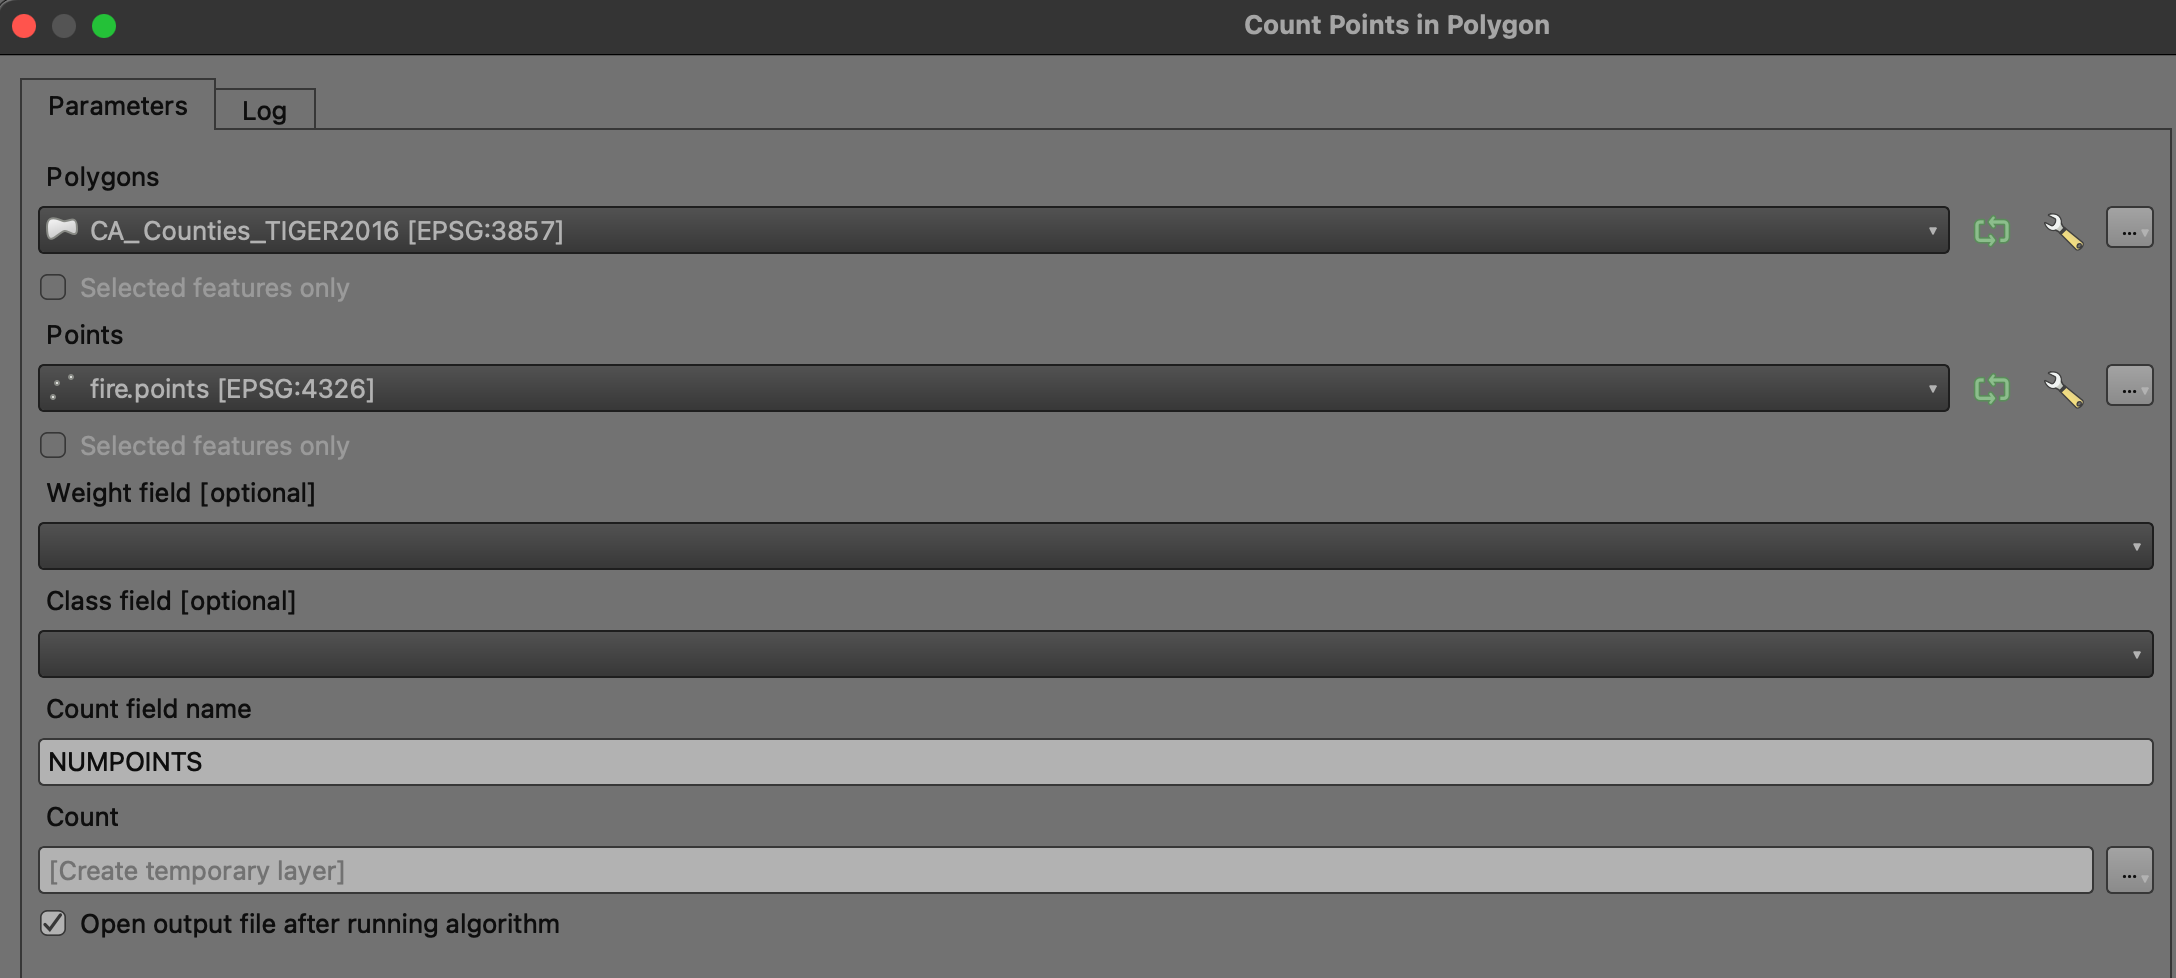 Count Points in Polygon
Parameters
Log
Polygons
CA_Counties_TIGER2016 [EPSG:3857]
...
Selected features only
Points
fire.points [EPSG:4326]
...
Selected features only
Weight field [optional]
Class field [optional]
Count field name
NUMPOINTS
Count
[Create temporary layer]
...
Open output file after running algorithm